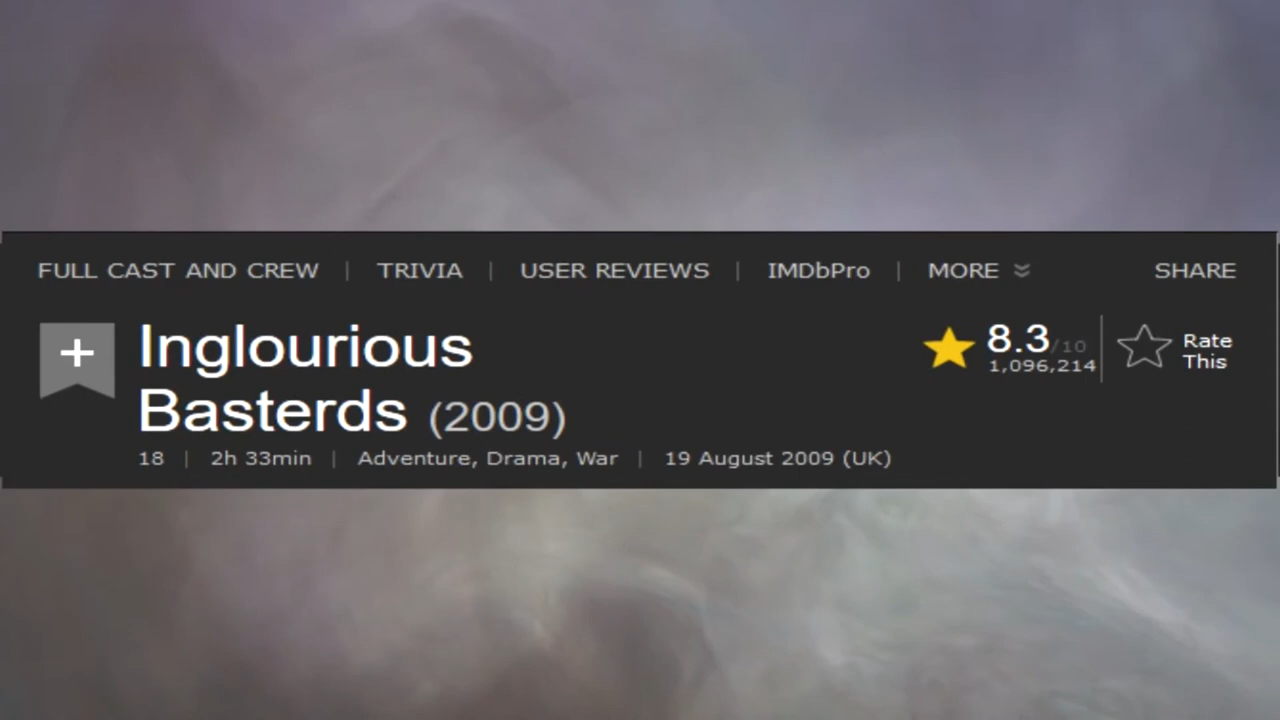 FULL CAST AND CREW | TRIVIA | USER REVIEWS | IMDbPro | MORE SHARE
+ Inglourious
Basterds (2009)
8.3/10
1,096,214
Rate
This
18 | 2h 33min | Adventure, Drama, War | 19 August 2009 (UK)